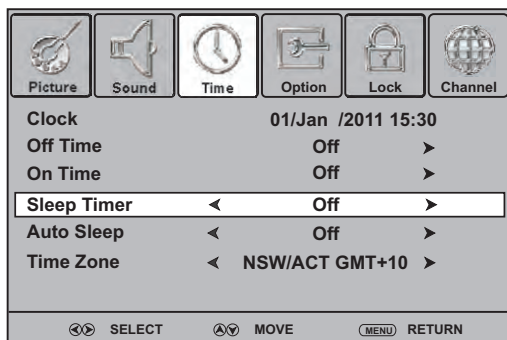 Picture Sound Time Option Lock Channel
Clock 01/Jan /2011 15:30
Off Time Off
On Time Off
Sleep Timer Off
Auto Sleep Off
Time Zone NSW/ACT GMT+10
SELECT MOVE MENU RETURN